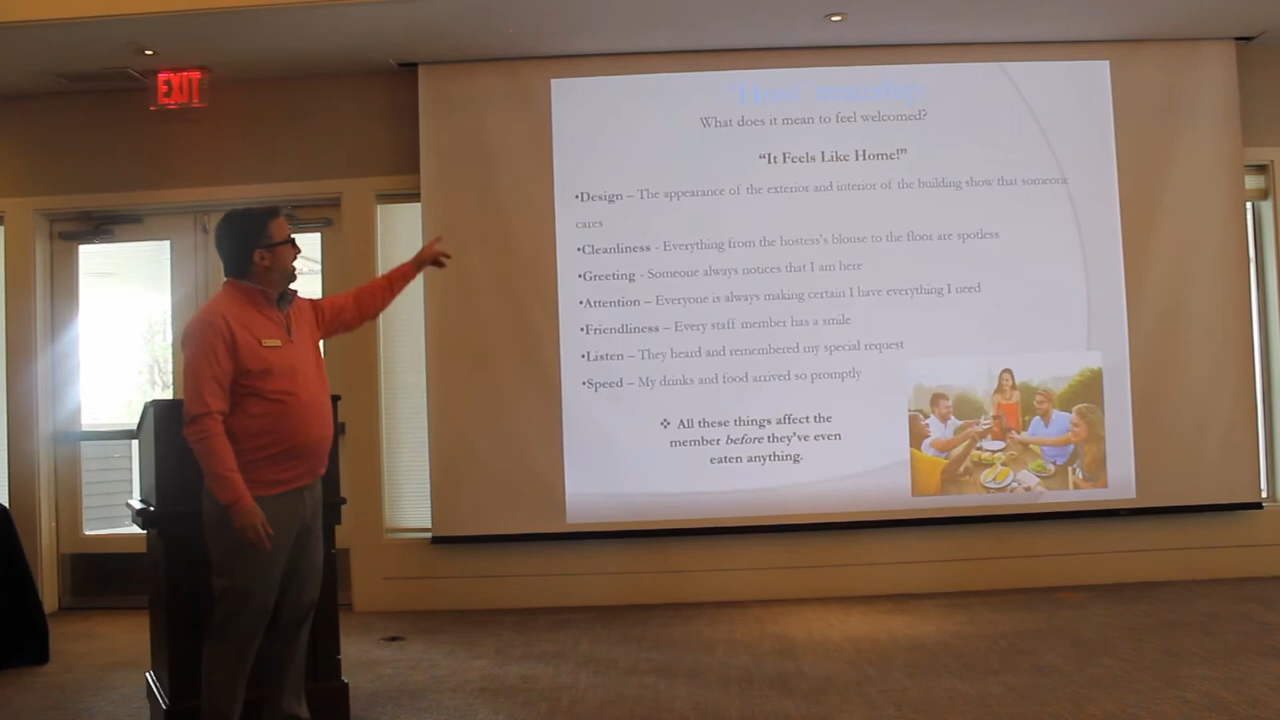 EXIT
What does it mean to feel welcomed?
“It Feels Like Home!”
•Design – The appearance of the exterior and interior of the building show that someone
cares
•Cleanliness - Everything from the hostess's blouse to the floor are spotless
•Greeting - Someone always notices that I am here
•Attention – Everyone is always making certain I have everything I need
•Friendliness – Every staff member has a smile
•Listen – They heard and remembered my special request
•Speed – My drinks and food arrived so promptly
❖ All these things affect the
member before they've even
eaten anything.